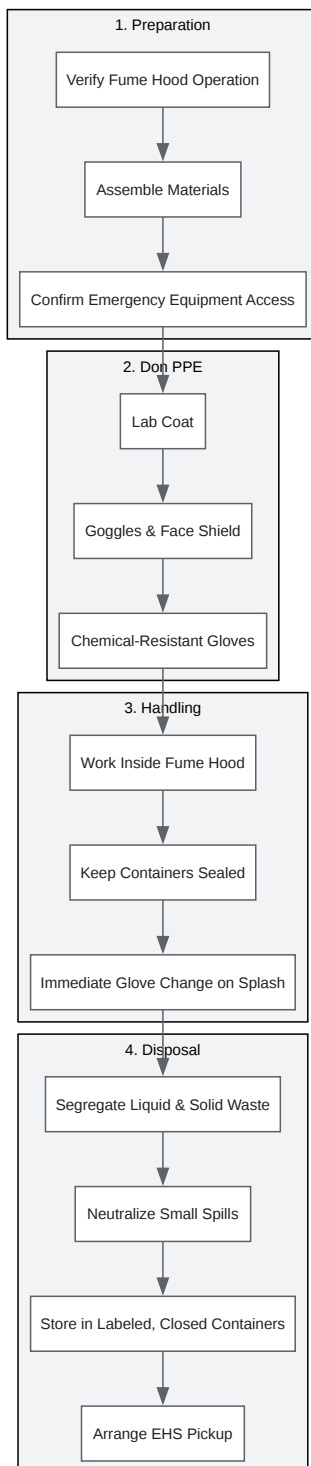 1. Preparation
Verify Fume Hood Operation
Assemble Materials
Confirm Emergency Equipment Access
2. Don PPE
Lab Coat
Goggles & Face Shield
Chemical-Resistant Gloves
3. Handling
Work Inside Fume Hood
Keep Containers Sealed
Immediate Glove Change on Splash
4. Disposal
Segregate Liquid & Solid Waste
Neutralize Small Spills
Store in Labeled, Closed Containers
Arrange EHS Pickup